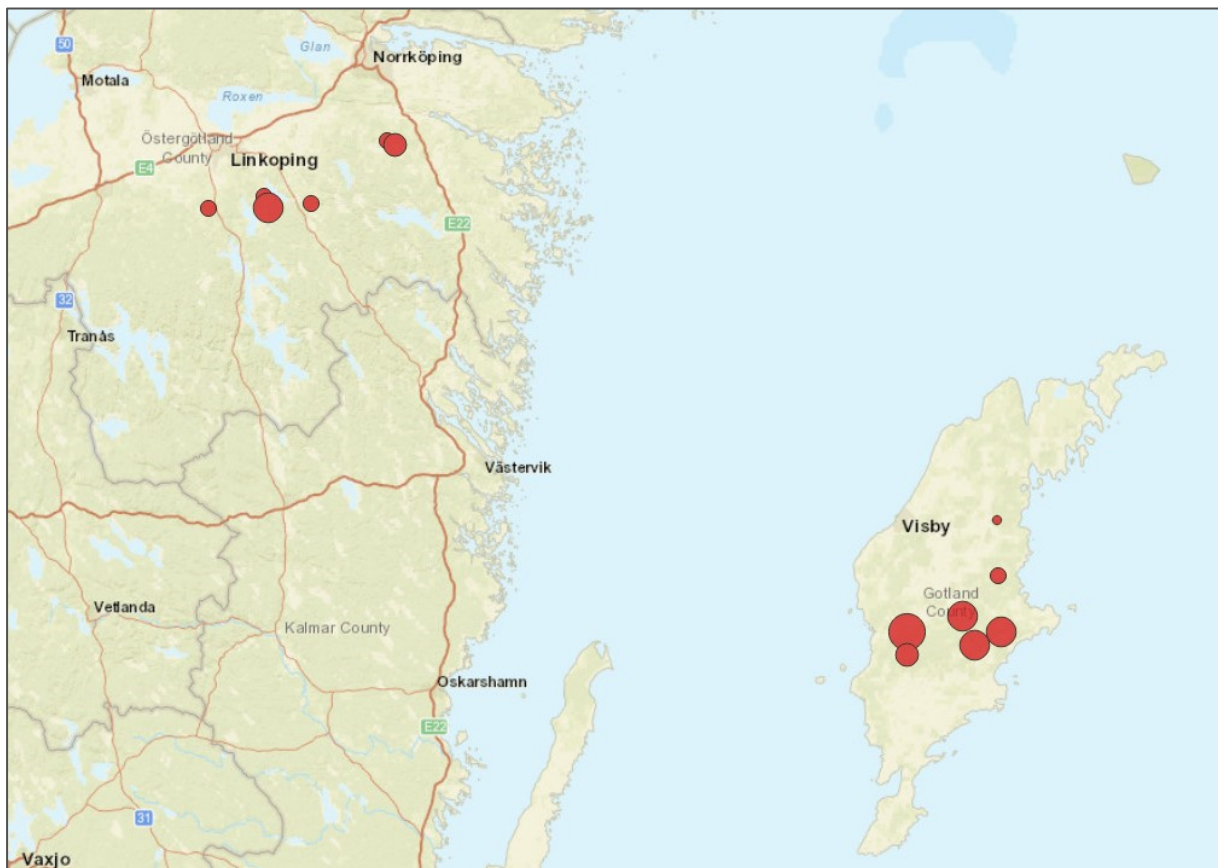 50
Glan
Norrköping
Motala
Roxen
Östergötland
County
Linkoping
E4
E22
32
Tranås
Västervik
Visby
Gotland
County
Vetlanda
Kalmar County
Oskarshamn
E22
31
Vaxjo